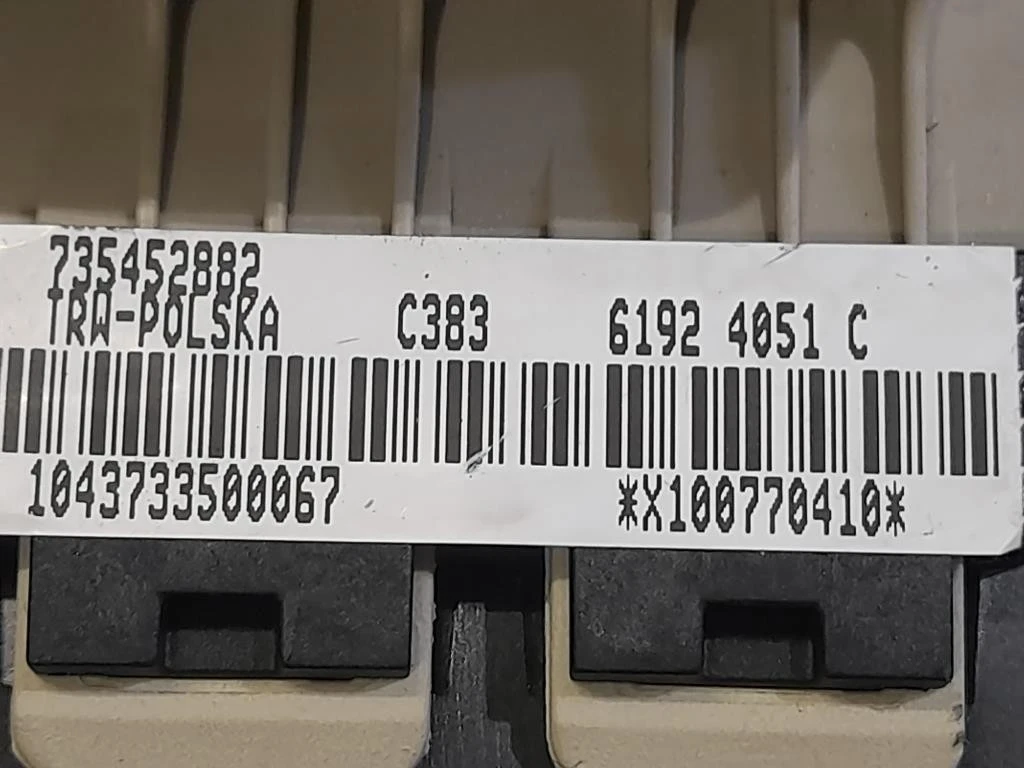 735452882
TRW-POLSKA C383 6192 4051 C
1043733500067 *X100770410*